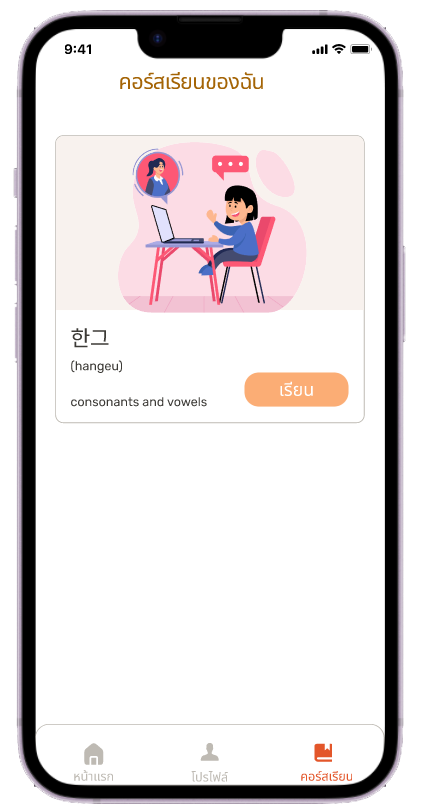 9:41
คอร์สเรียนของฉัน
한그
(hangeu)
consonants and vowels
เรียน
หน้าแรก
โปรไฟล์
คอร์สเรียน